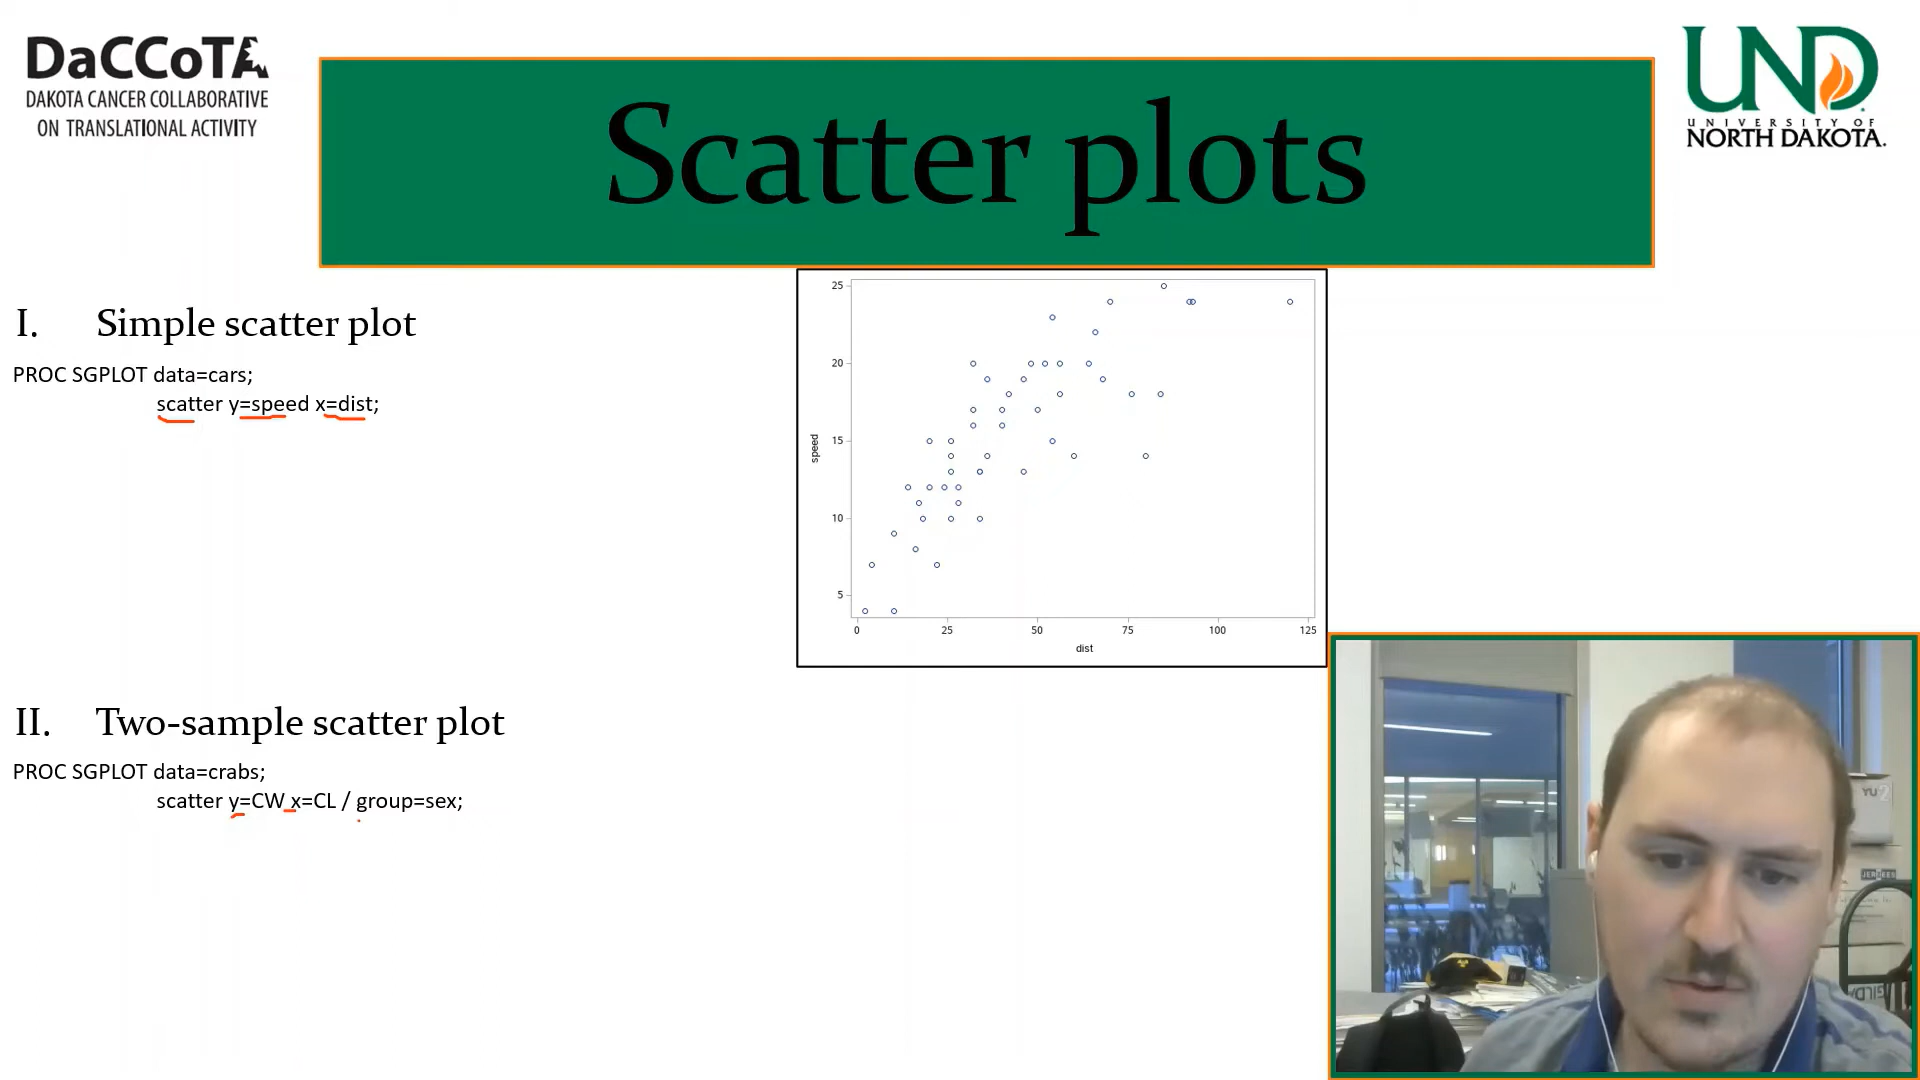 DaCCoTA
DAKOTA CANCER COLLABORATIVE
ON TRANSLATIONAL ACTIVITY
Scatter plots
UND
UNIVERSITY OF
NORTH DAKOTA.
I. Simple scatter plot
PROC SGPLOT data=cars;
scatter y=speed x=dist;
25
20
15
10
5
speed
0 25 50 75 100 125
dist
II. Two-sample scatter plot
PROC SGPLOT data=crabs;
scatter y=CW x=CL / group=sex;
YU
JERZEES